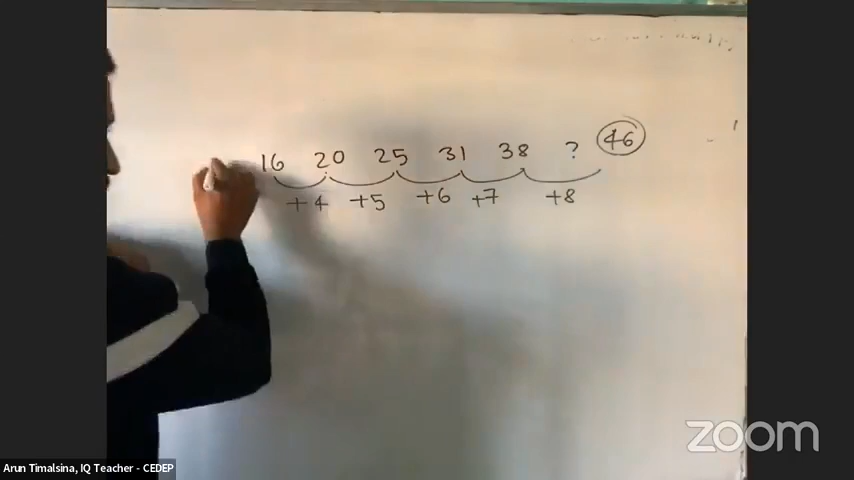 16 20 25 31 38 ? 46
+4 +5 +6 +7 +8
zoom
Arun Timalsina, IQ Teacher - CEDEP